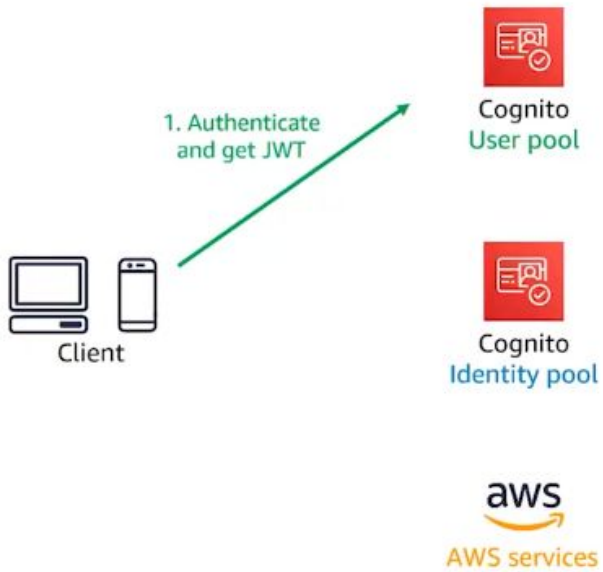 Cognito
User pool
1. Authenticate
and get JWT
Client
Cognito
Identity pool
aws
AWS services